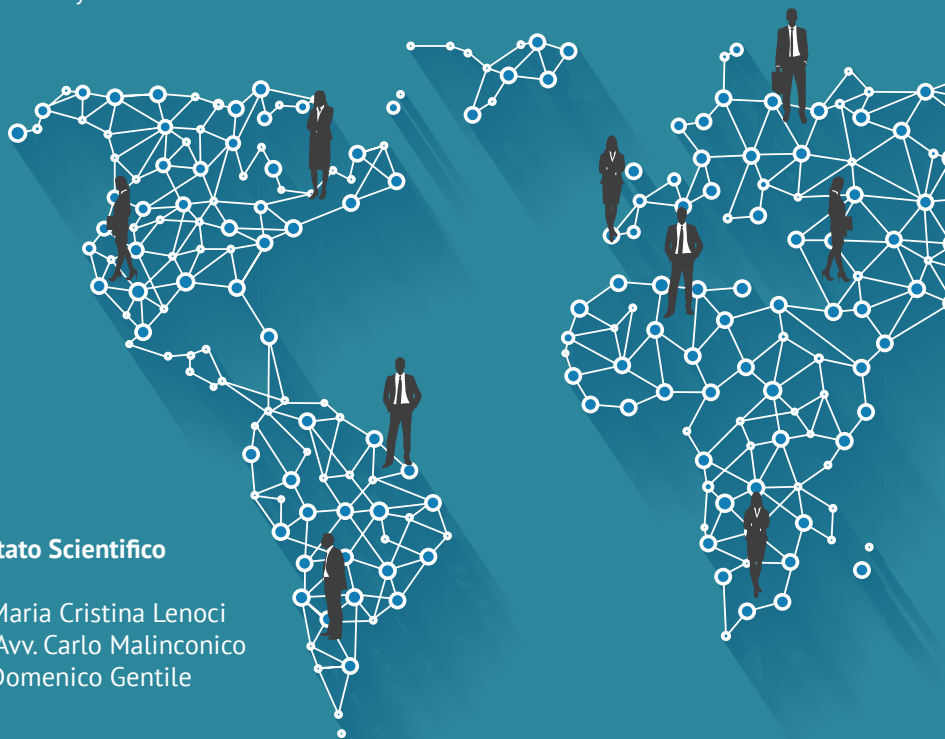 tato Scientifico
Maria Cristina Lenoci
Avv. Carlo Malinconico
Domenico Gentile